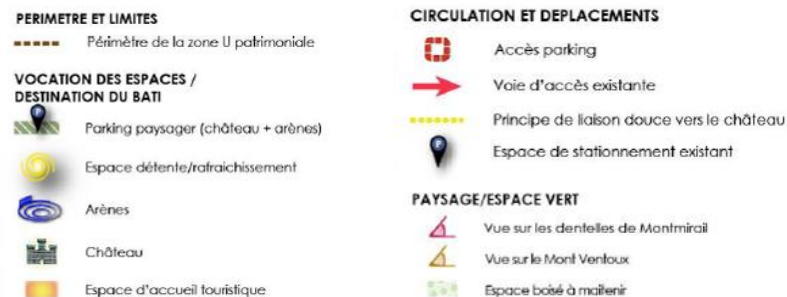 PERIMETRE ET LIMITES
Périmètre de la zone U patrimoniale
VOCATION DES ESPACES /
DESTINATION DU BATI
P
Parking paysager (château + arènes)
Espace détente/rafraichissement
Arènes
Château
Espace d'accueil touristique
CIRCULATION ET DEPLACEMENTS
Accès parking
Voie d'accès existante
Principe de liaison douce vers le château
P
Espace de stationnement existant
PAYSAGE/ESPACE VERT
Vue sur les dentelles de Montmirail
Vue sur le Mont Ventoux
Espace boisé à maitenir